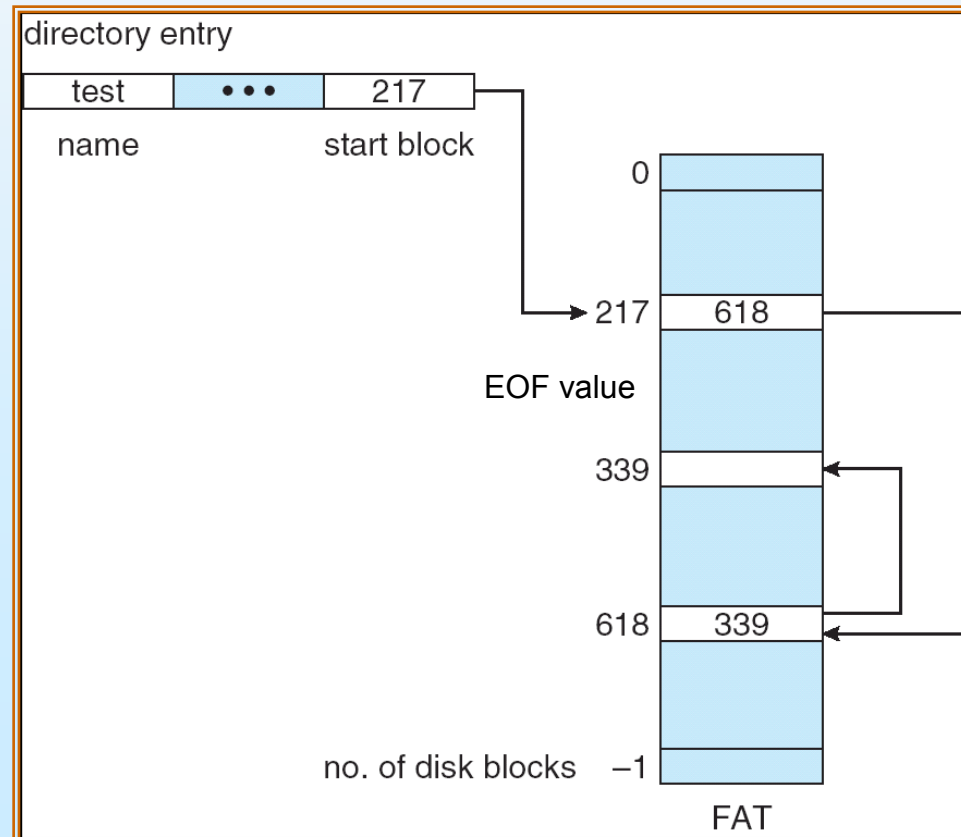 directory entry
test ••• 217
name start block
0
217 618
EOF value
339
618 339
no. of disk blocks –1
FAT